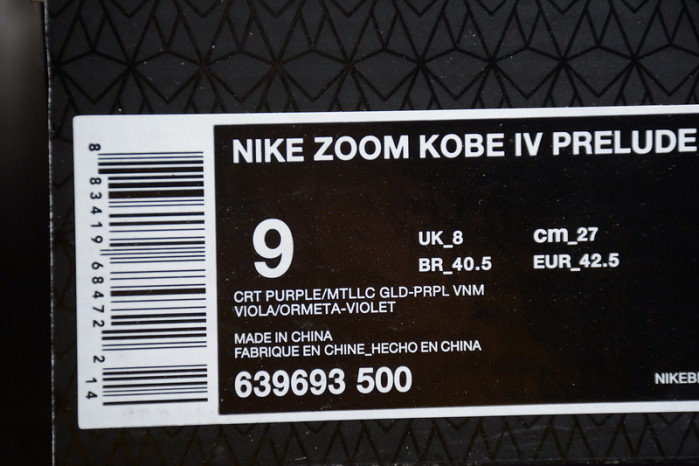 NIKE ZOOM KOBE IV PRELUDE
9
UK_8
cm_27
BR_40.5
EUR_42.5
CRT PURPLE/MTLLC GLD-PRPL VNM
VIOLA/ORMETA-VIOLET
MADE IN CHINA
FABRIQUE EN CHINE_HECHO EN CHINA
639693 500
8 83419 68472 2 14